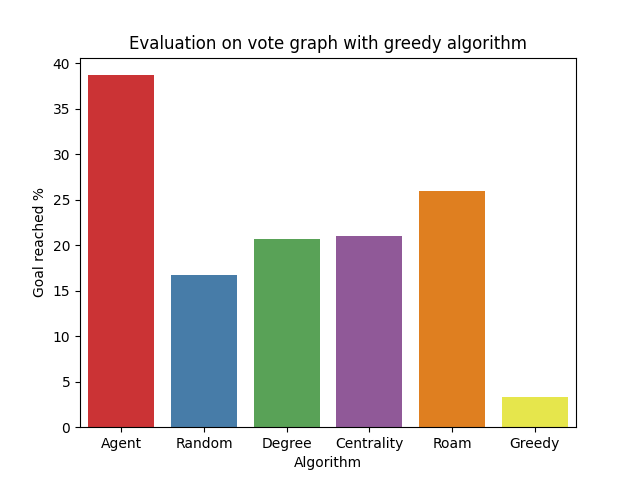 Evaluation on vote graph with greedy algorithm
Goal reached %
40
35
30
25
20
15
10
5
0
Agent Random Degree Centrality Roam Greedy
Algorithm